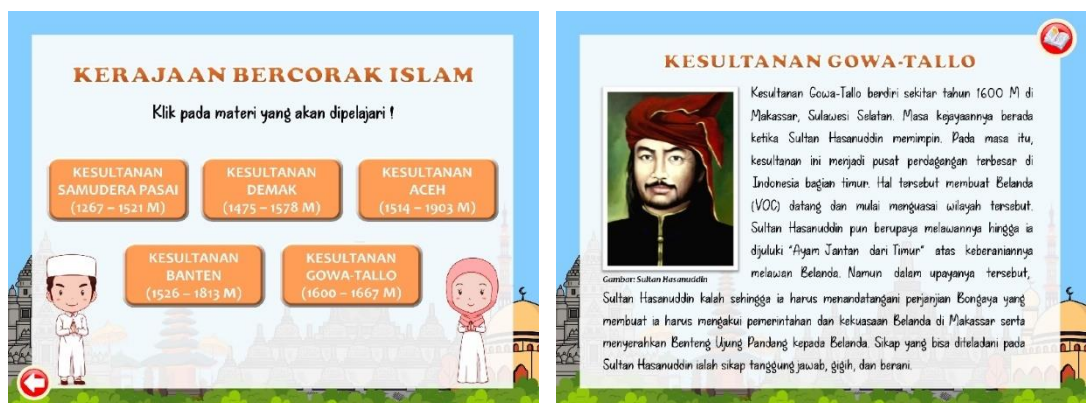 KERAJAAN BERCORAK ISLAM
Klik pada materi yang akan dipelajari !
KESULTANAN
SAMUDERA PASAI
(1267 – 1521 M)
KESULTANAN
DEMAK
(1475 – 1578 M)
KESULTANAN
ACEH
(1514 – 1903 M)
KESULTANAN
BANTEN
(1526 – 1813 M)
KESULTANAN
GOWA-TALLO
(1600 – 1667 M)
KESULTANAN GOWA-TALLO
Kesultanan Gowa-Tallo berdiri sekitar tahun 1600 M di
Makassar, Sulawesi Selatan. Masa kejayaannya berada
ketika Sultan Hasanuddin memimpin. Pada masa itu,
kesultanan ini menjadi pusat perdagangan terbesar di
Indonesia bagian timur. Hal tersebut membuat Belanda
(VOC) datang dan mulai menguasai wilayah tersebut.
Sultan Hasanuddin pun berupaya melawannya hingga ia
dijuluki "Ayam Jantan dari Timur" atas keberaniannya
melawan Belanda. Namun dalam upayanya tersebut,
Gambar: Sultan Hasanuddin
Sultan Hasanuddin kalah sehingga ia harus menandatangani perjanjian Bongaya yang
membuat ia harus mengakui pemerintahan dan kekuasaan Belanda di Makassar serta
menyerahkan Benteng Ujung Pandang kepada Belanda. Sikap yang bisa diteladani pada
Sultan Hasanuddin ialah sikap tanggung jawab, gigih, dan berani.